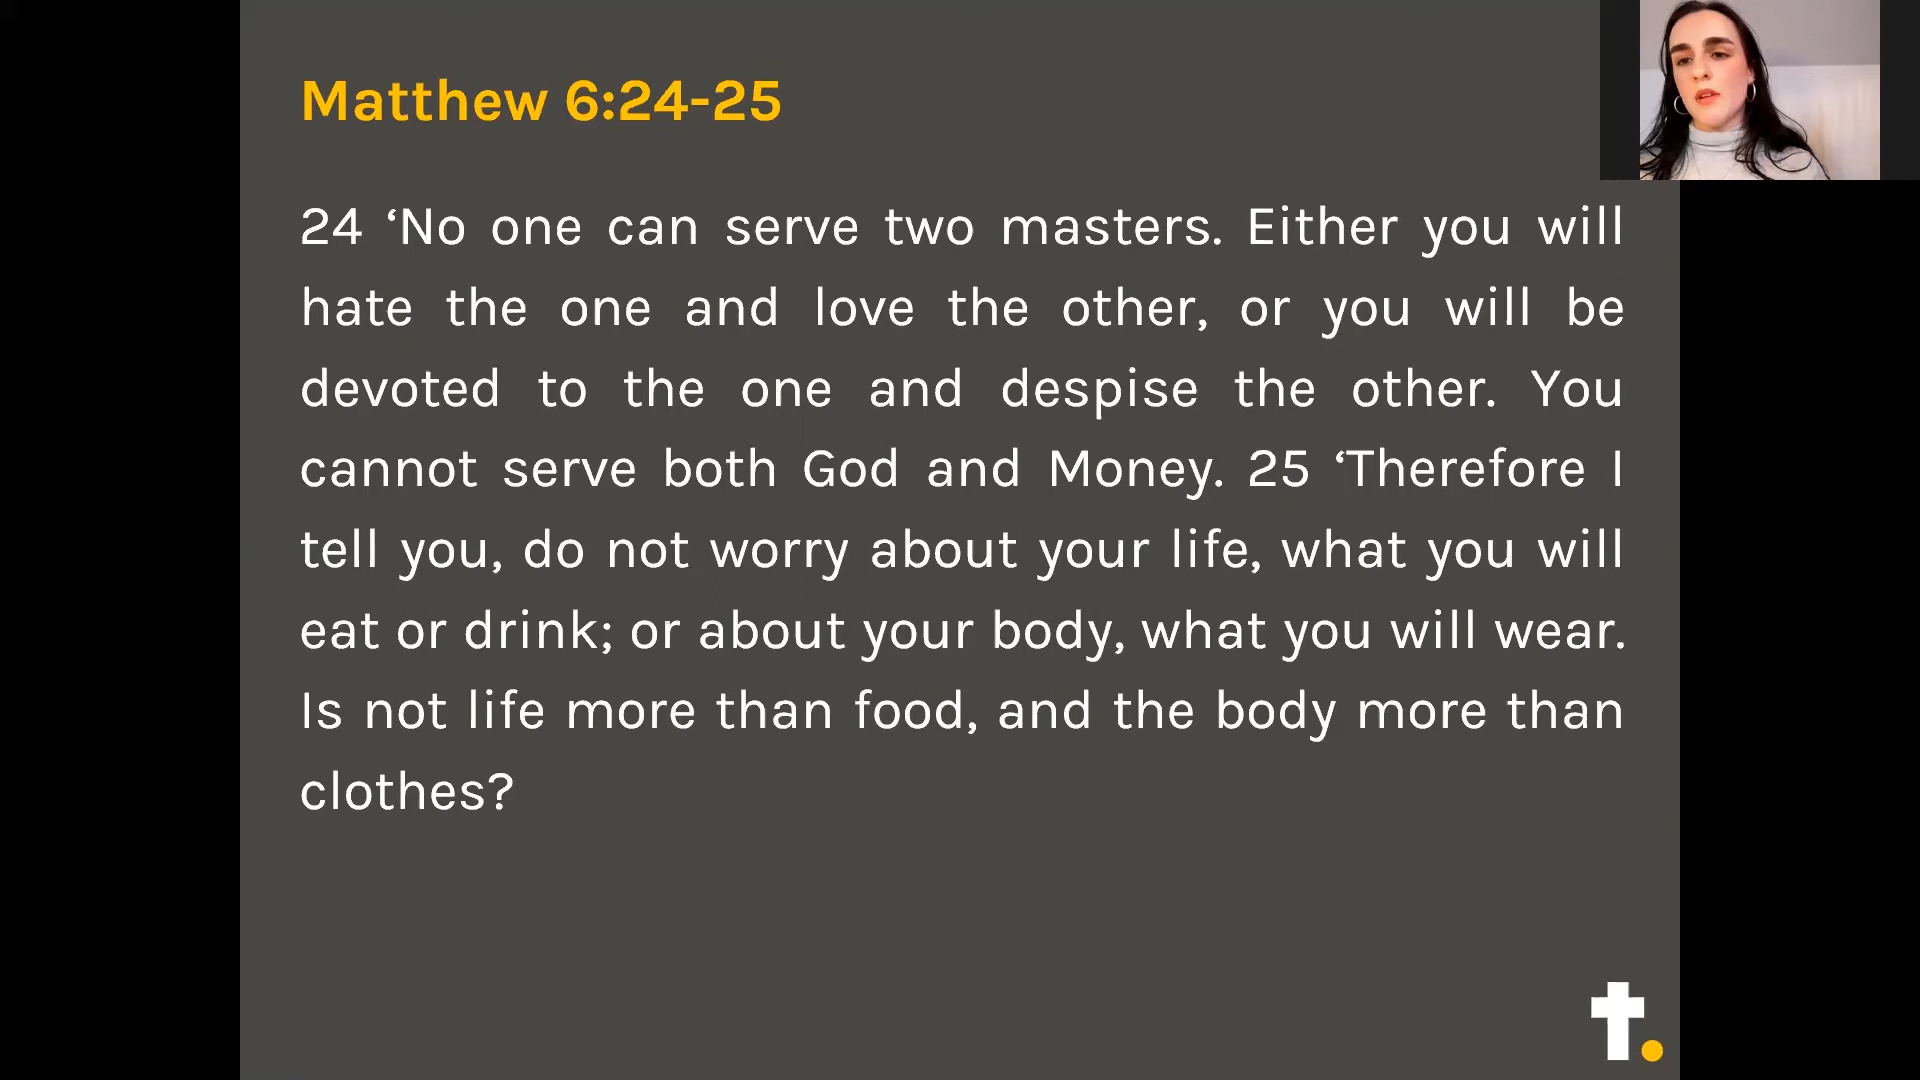 Matthew 6:24-25
24 ‘No one can serve two masters. Either you will
hate the one and love the other, or you will be
devoted to the one and despise the other. You
cannot serve both God and Money. 25 ‘Therefore I
tell you, do not worry about your life, what you will
eat or drink; or about your body, what you will wear.
Is not life more than food, and the body more than
clothes?